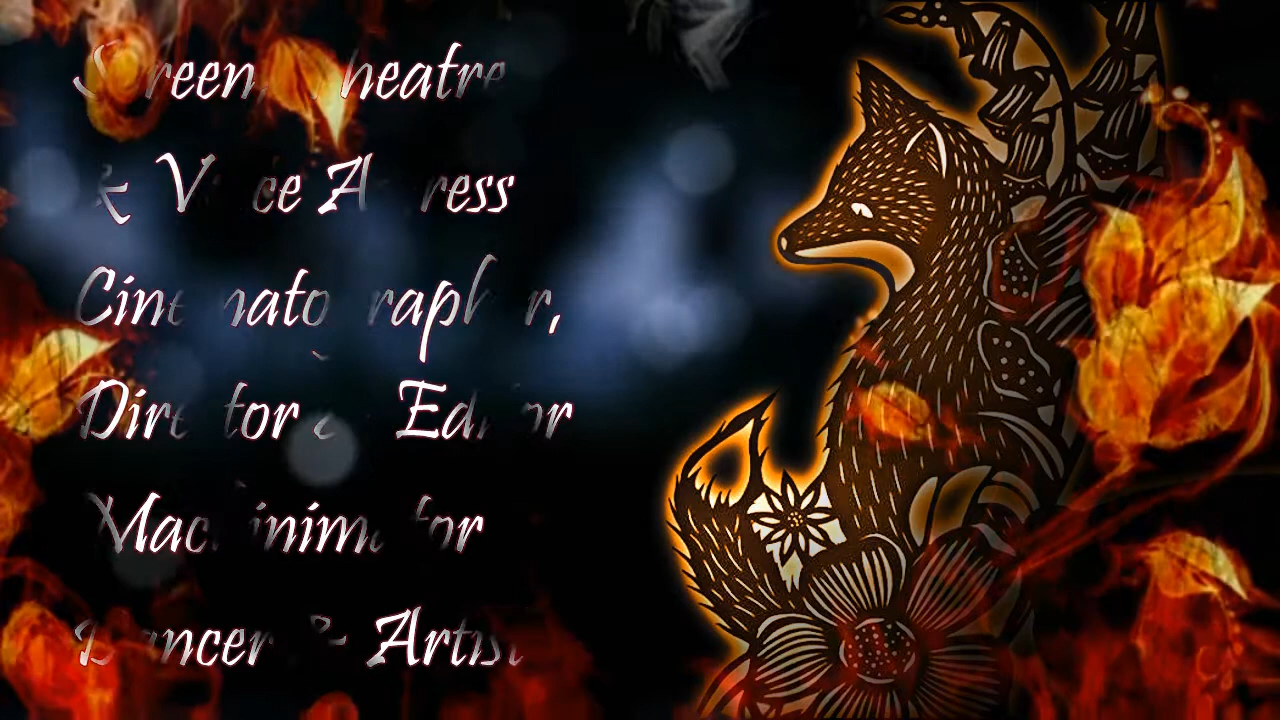 Screen, Theatre
& Voice Actress
Cinematographer,
Director & Editor
Machinimator
Dancer & Artist